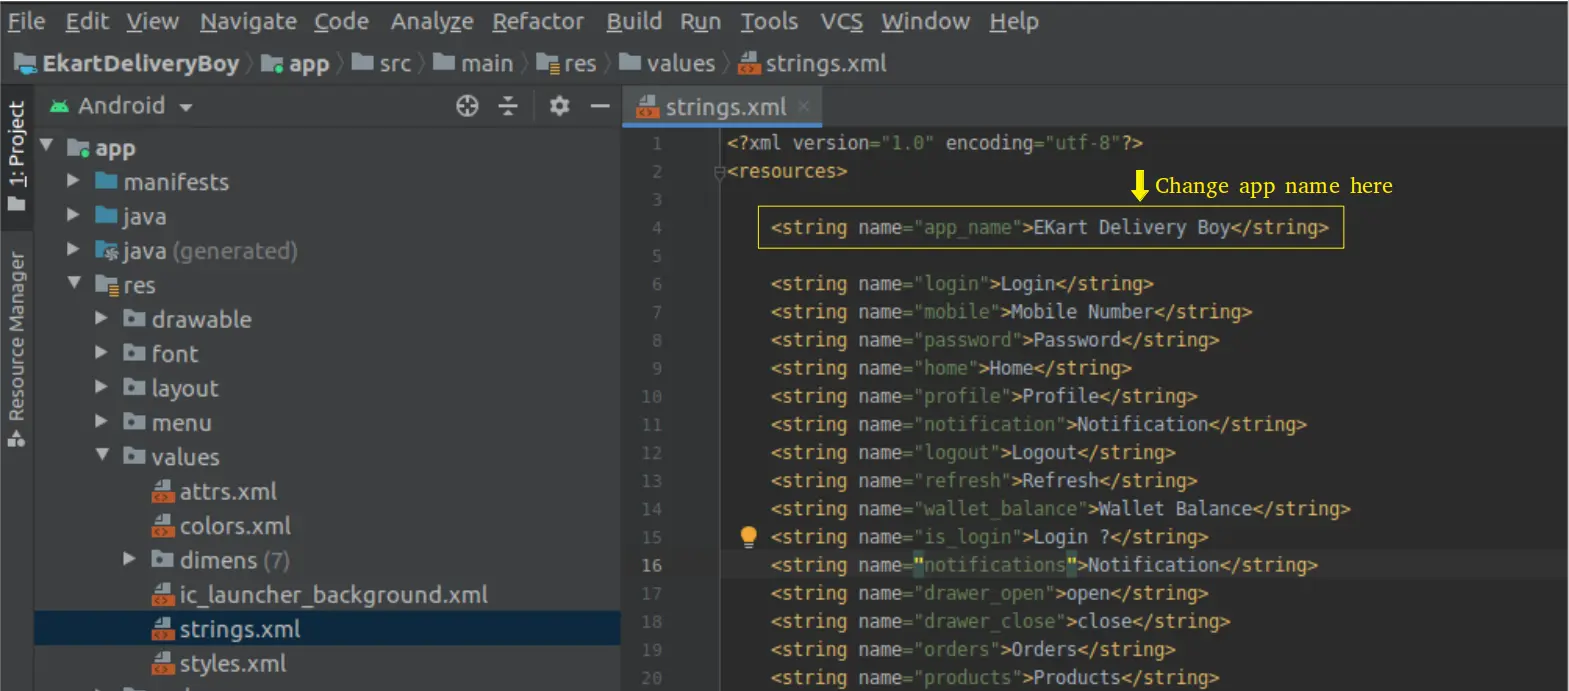 File Edit View Navigate Code Analyze Refactor Build Run Tools VCS Window Help
EkartDeliveryBoy app src main res values strings.xml
1: Project
Resource Manager
Android
app
manifests
java
java (generated)
res
drawable
font
layout
menu
values
attrs.xml
colors.xml
dimens (7)
ic_launcher_background.xml
strings.xml
styles.xml
strings.xml
1 <?xml version="1.0" encoding="utf-8"?>
2 <resources>
Change app name here
3
4 <string name="app_name">EKart Delivery Boy</string>
5
6 <string name="login">Login</string>
7 <string name="mobile">Mobile Number</string>
8 <string name="password">Password</string>
9 <string name="home">Home</string>
10 <string name="profile">Profile</string>
11 <string name="notification">Notification</string>
12 <string name="logout">Logout</string>
13 <string name="refresh">Refresh</string>
14 <string name="wallet_balance">Wallet Balance</string>
15 <string name="is_login">Login ?</string>
16 <string name="notifications">Notification</string>
17 <string name="drawer_open">open</string>
18 <string name="drawer_close">close</string>
19 <string name="orders">Orders</string>
20 <string name="products">Products</string>